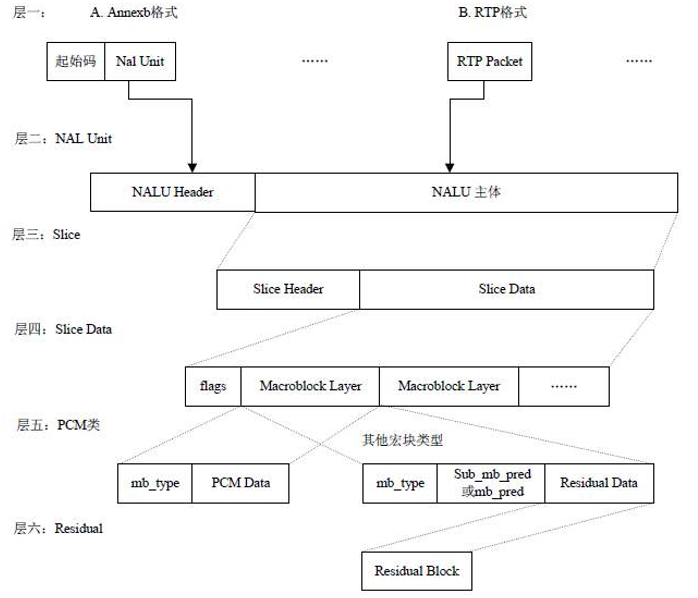 层一： A. Annexb格式 B. RTP格式
起始码 Nal Unit …… RTP Packet ……
层二：NAL Unit
NALU Header NALU 主体
层三：Slice
Slice Header Slice Data
层四：Slice Data
flags Macroblock Layer Macroblock Layer ……
层五：PCM类
其他宏块类型
mb_type PCM Data mb_type Sub_mb_pred
或mb_pred Residual Data
层六：Residual
Residual Block